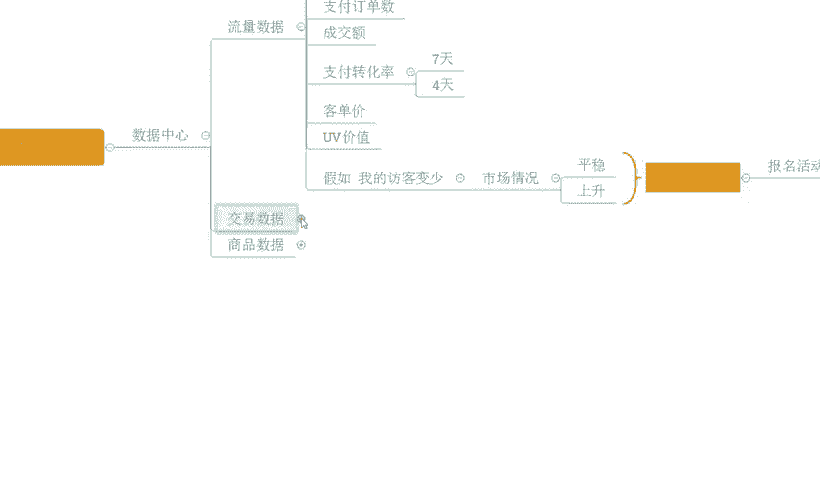 支付订单数
流量数据
成交额
7天
支付转化率
4天
客单价
数据中心
UV价值
平稳
报名活动
假如 我的访客变少
市场情况
上升
交易数据
商品数据